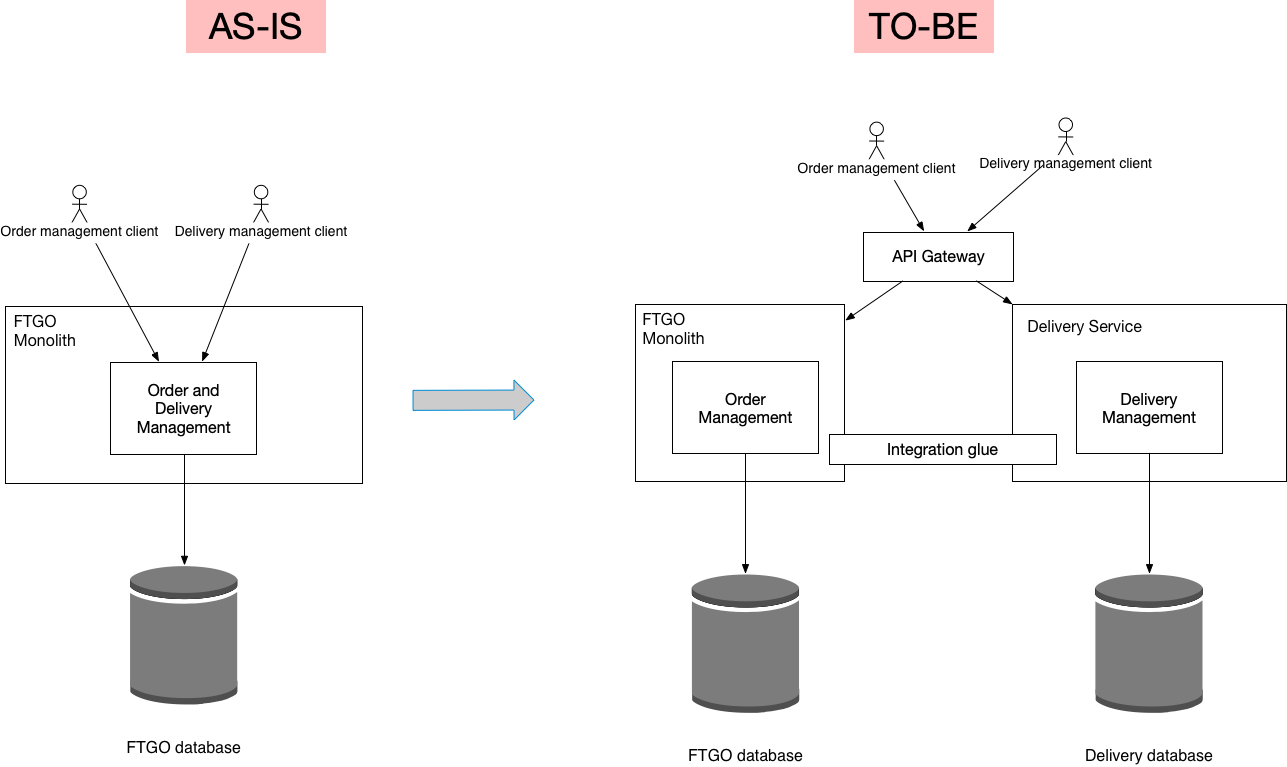 AS-IS
Order management client
Delivery management client
FTGO
Monolith
Order and
Delivery
Management
FTGO database
TO-BE
Order management client
Delivery management client
API Gateway
FTGO
Monolith
Order
Management
Integration glue
Delivery Service
Delivery
Management
FTGO database
Delivery database